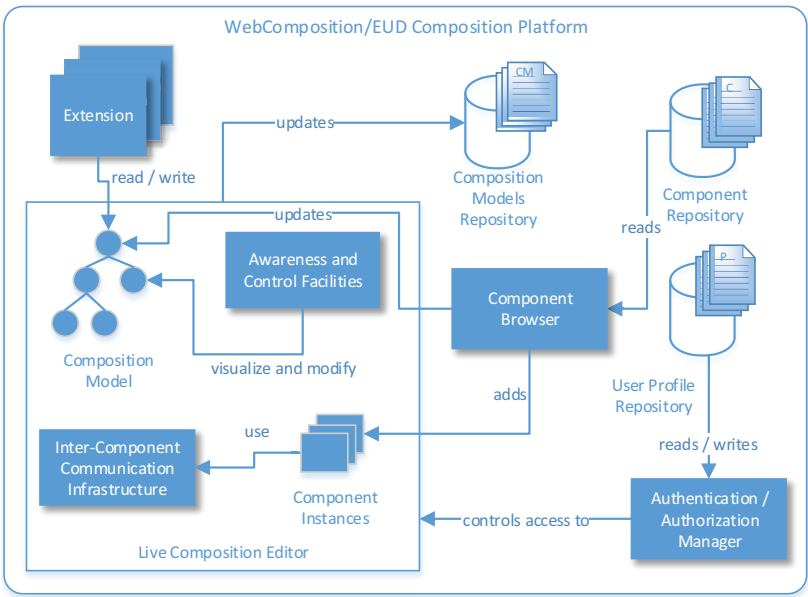 WebComposition/EUD Composition Platform
Extension
read / write
updates
CM
Composition
Models
Repository
C
Component
Repository
reads
updates
Awareness and
Control Facilities
Composition
Model
visualize and modify
Component
Browser
P
User Profile
Repository
adds
reads / writes
use
Inter-Component
Communication
Infrastructure
Component
Instances
controls access to
Authentication /
Authorization
Manager
Live Composition Editor